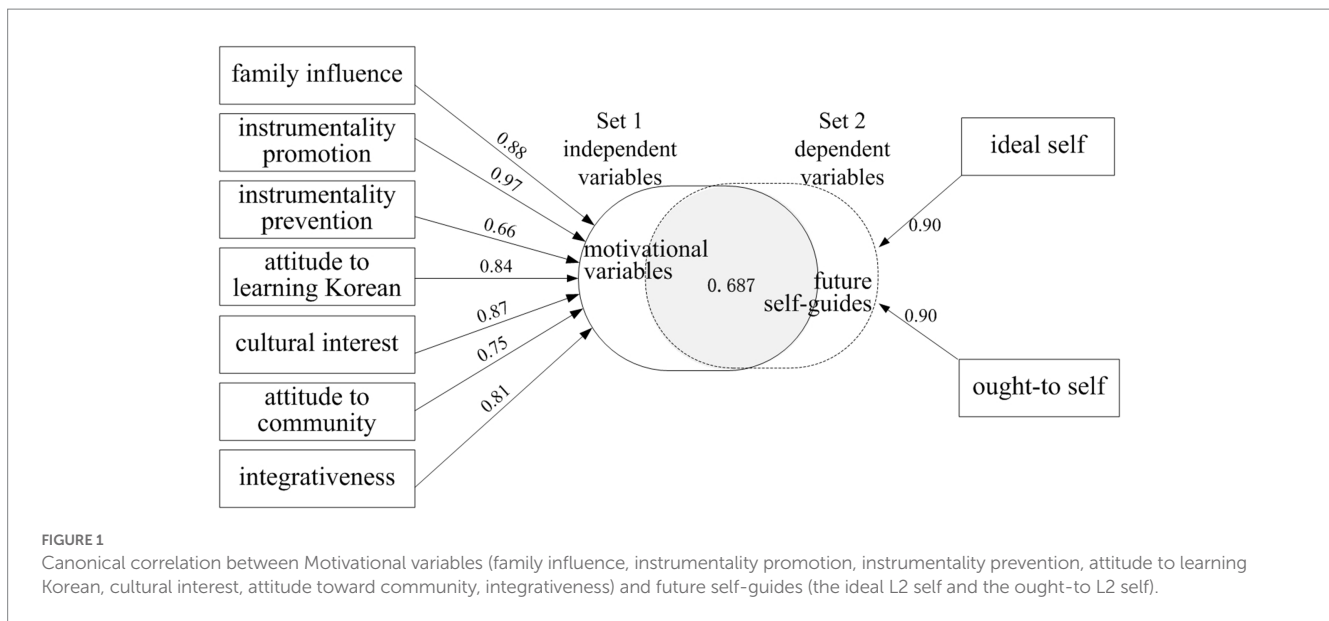 family influence
instrumentality
promotion
instrumentality
prevention
attitude to
learning Korean
cultural interest
attitude to
community
integrativeness
0.88
0.97
0.66
0.84
0.87
0.75
0.81
Set 1
independent
variables
Set 2
dependent
variables
motivational
variables
0.687
future
self-guides
ideal self
0.90
0.90
ought-to self
FIGURE 1
Canonical correlation between Motivational variables (family influence, instrumentality promotion, instrumentality prevention, attitude to learning
Korean, cultural interest, attitude toward community, integrativeness) and future self-guides (the ideal L2 self and the ought-to L2 self).